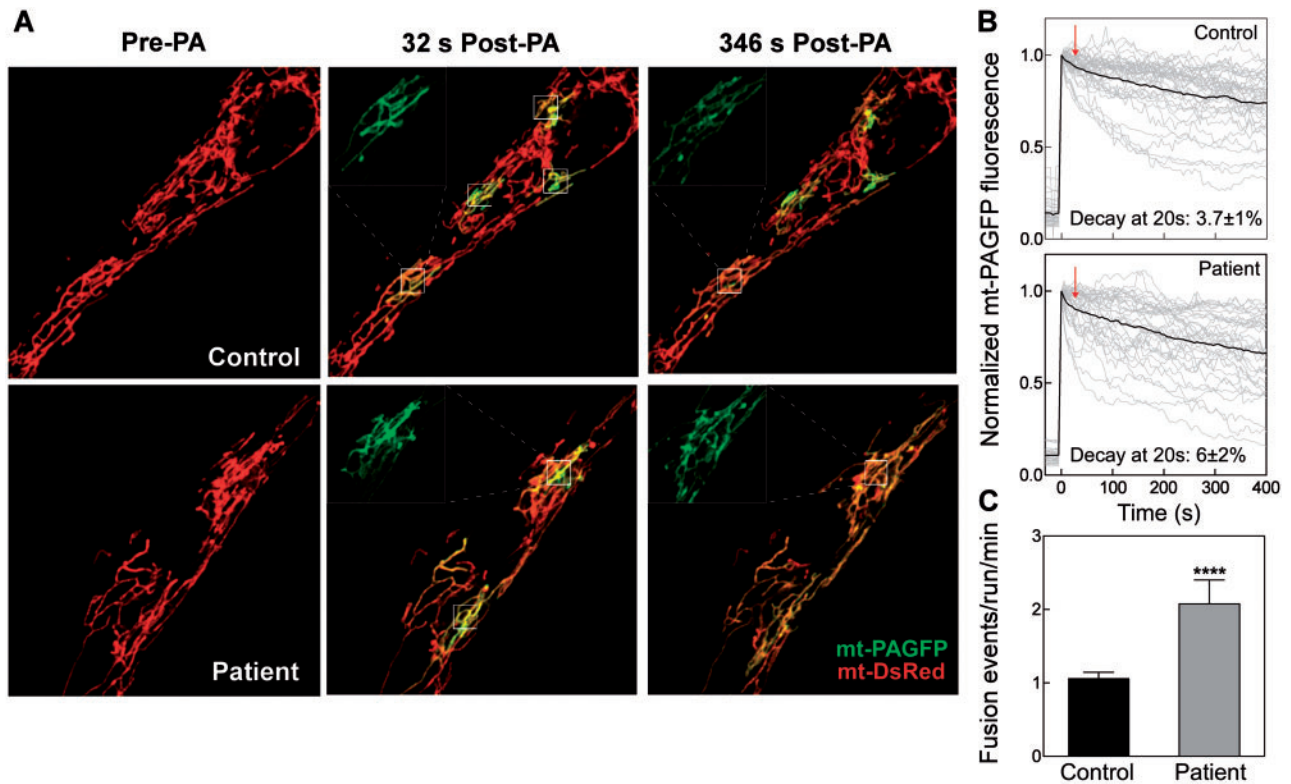 A
Pre-PA
32 s Post-PA
346 s Post-PA
Control
Patient
mt-PAGFP
mt-DsRed
B
Normalized mt-PAGFP fluorescence
Control
1.0
0.5
0.0
Decay at 20s: 3.7±1%
Patient
1.0
0.5
0.0
Decay at 20s: 6±2%
0 100 200 300 400
Time (s)
C
Fusion events/run/min
3
2
1
0
****
Control Patient